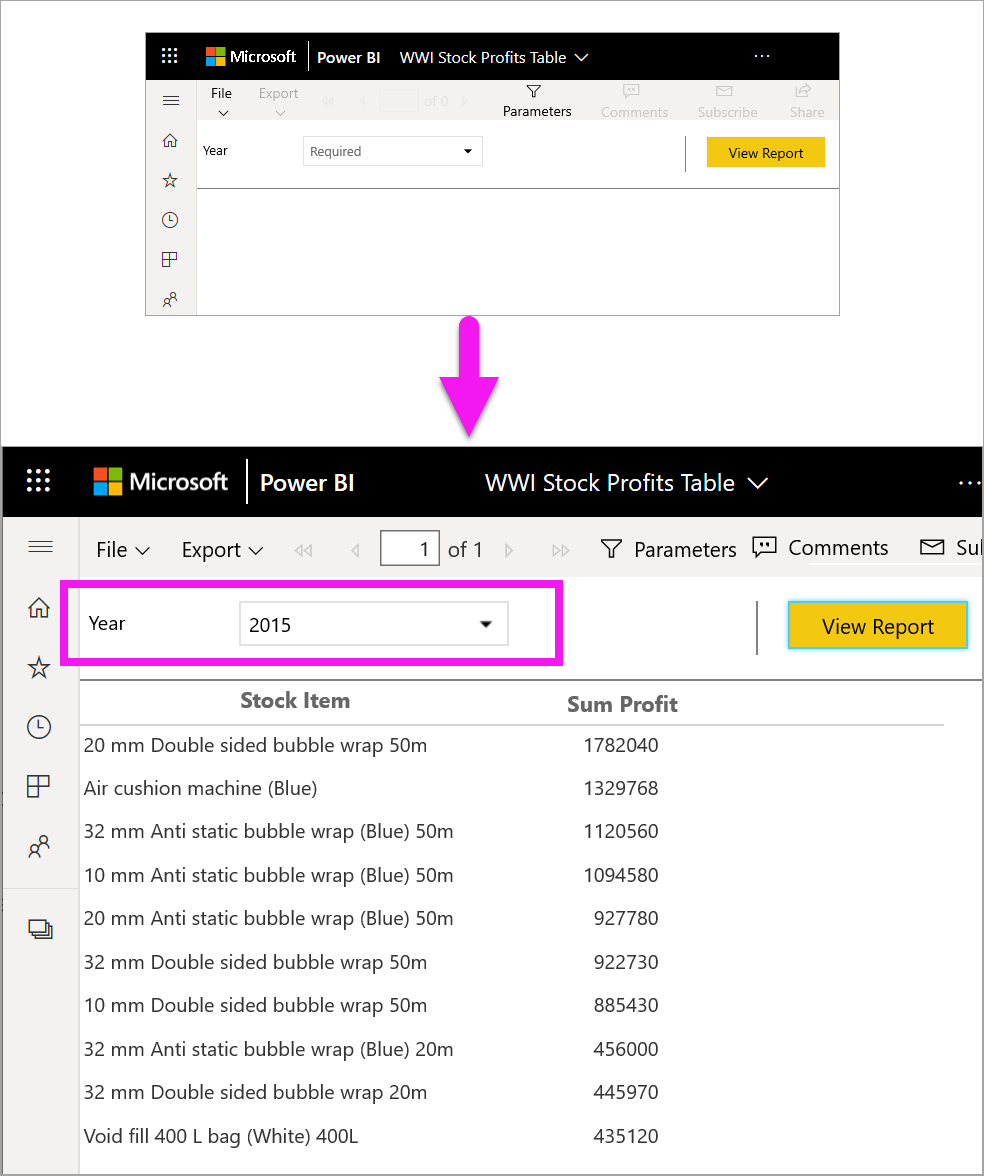 Microsoft Power BI WWI Stock Profits Table ...
File Export of 0 Parameters Comments Subscribe Share
Year Required View Report
Microsoft Power BI WWI Stock Profits Table ...
File Export 1 of 1 Parameters Comments Sul
Year 2015 View Report
Stock Item Sum Profit
20 mm Double sided bubble wrap 50m 1782040
Air cushion machine (Blue) 1329768
32 mm Anti static bubble wrap (Blue) 50m 1120560
10 mm Anti static bubble wrap (Blue) 50m 1094580
20 mm Anti static bubble wrap (Blue) 50m 927780
32 mm Double sided bubble wrap 50m 922730
10 mm Double sided bubble wrap 50m 885430
32 mm Anti static bubble wrap (Blue) 20m 456000
32 mm Double sided bubble wrap 20m 445970
Void fill 400 L bag (White) 400L 435120